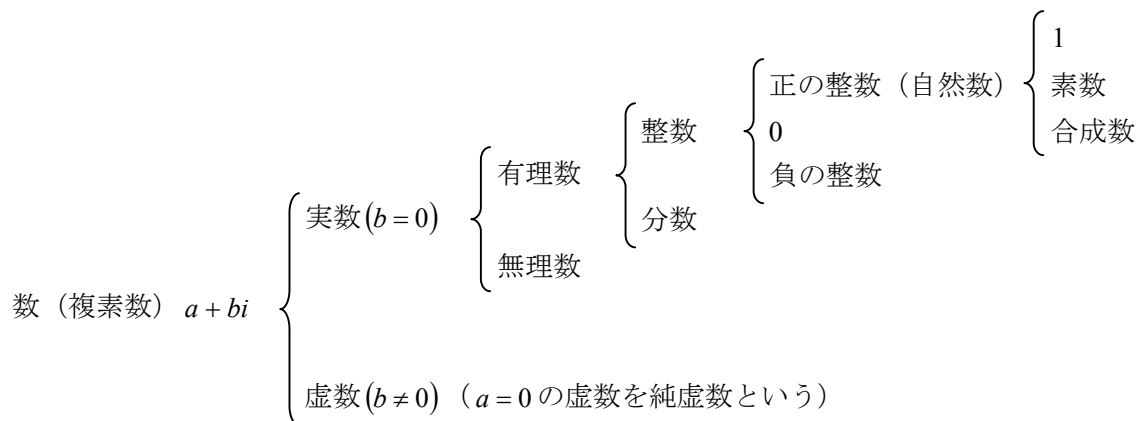 1
正の整数（自然数） 素数
整数 0 合成数
有理数 負の整数
実数(b = 0) 分数
無理数
数（複素数） a + bi
虚数(b ≠ 0)（a = 0 の虚数を純虚数という）